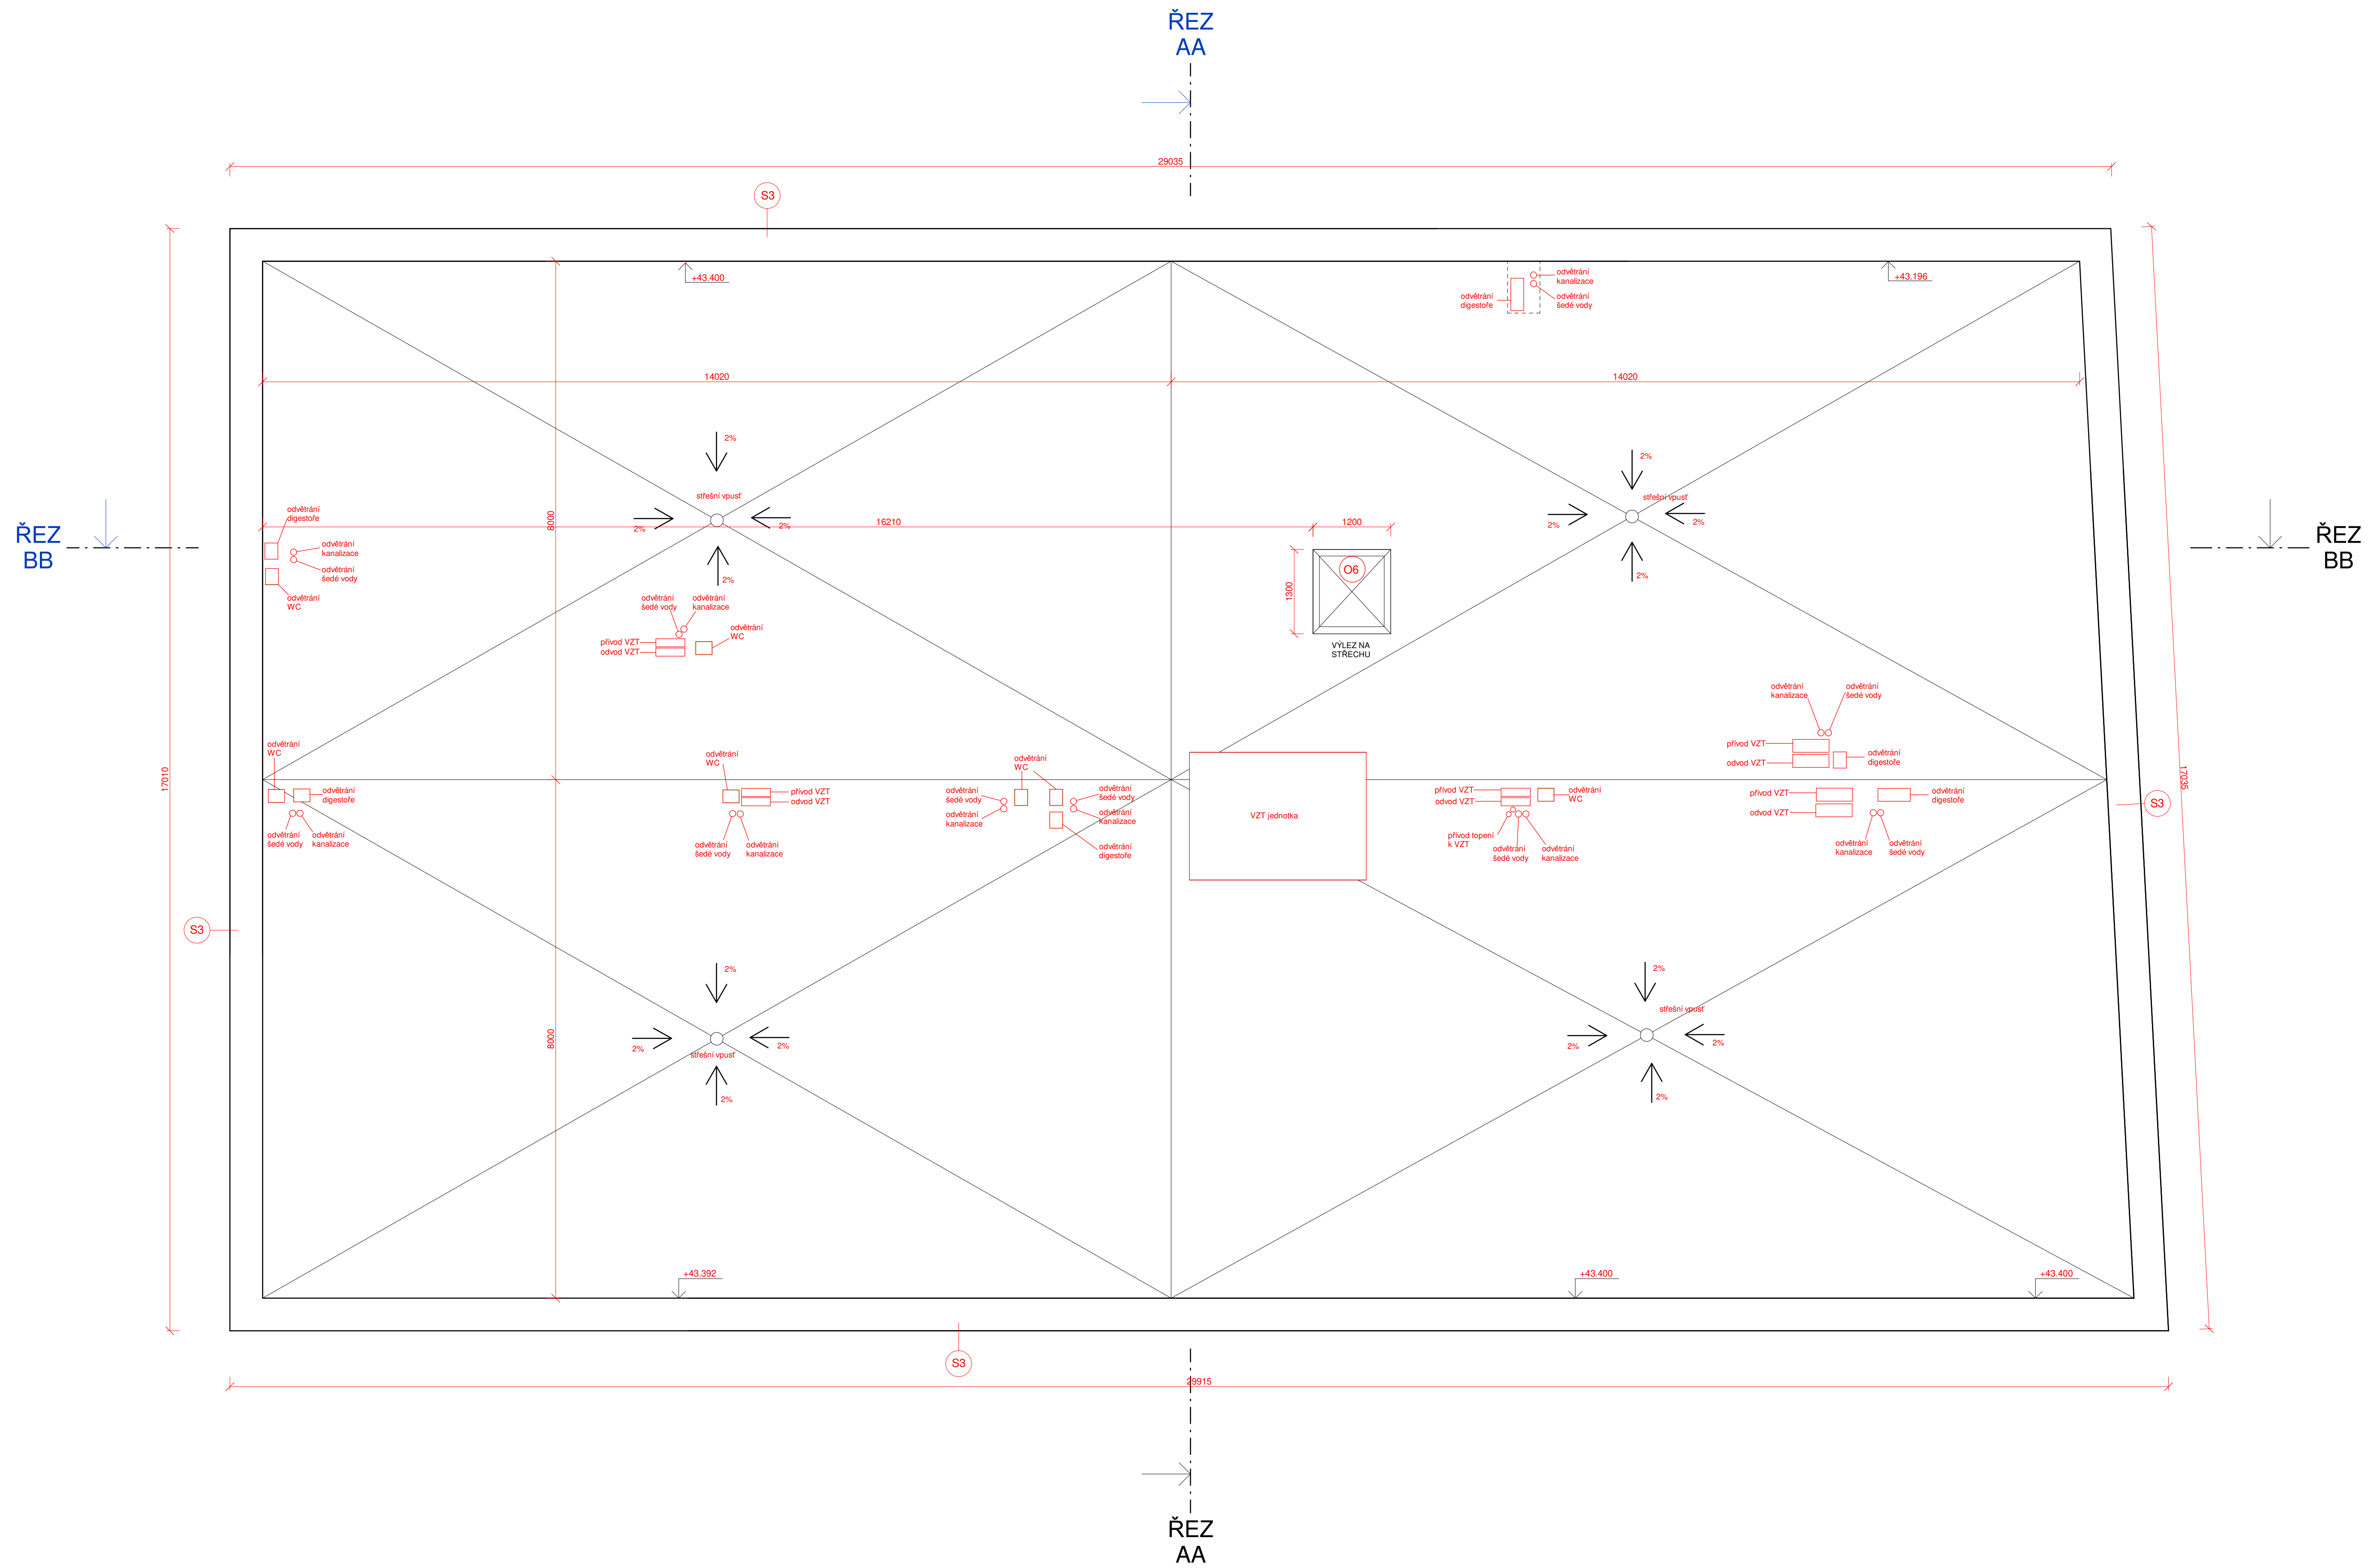 ŘEZ
AA
29035
S3
+43.400
+43.196
odvětrání
kanalizace
odvětrání
digestoře
odvětrání
šedé vody
14020
14020
2%
2%
střešní vpusť
střešní vpusť
2%
2%
16210
1200
2%
2%
8000
odvětrání
digestoře
ŘEZ
BB
ŘEZ
BB
odvětrání
kanalizace
odvětrání
šedé vody
odvětrání
WC
2%
O6
2%
1300
odvětrání
šedé vody
odvětrání
kanalizace
odvětrání
WC
přívod VZT
odvod VZT
VÝLEZ NA
STŘECHU
odvětrání
kanalizace
odvětrání
šedé vody
přívod VZT
odvod VZT
odvětrání
digestoře
17010
17035
odvětrání
WC
odvětrání
digestoře
odvětrání
šedé vody
odvětrání
kanalizace
odvětrání
WC
přívod VZT
odvod VZT
odvětrání
šedé vody
odvětrání
kanalizace
odvětrání
WC
odvětrání
šedé vody
odvětrání
kanalizace
odvětrání
šedé vody
odvětrání
kanalizace
odvětrání
digestoře
VZT jednotka
přívod VZT
odvod VZT
odvětrání
WC
přívod topení
k VZT
odvětrání
šedé vody
odvětrání
kanalizace
přívod VZT
odvod VZT
odvětrání
digestoře
odvětrání
kanalizace
odvětrání
šedé vody
S3
S3
2%
2%
střešní vpusť
8000
2%
2%
střešní vpusť
2%
2%
2%
2%
+43.392
+43.400
+43.400
S3
29915
ŘEZ
AA